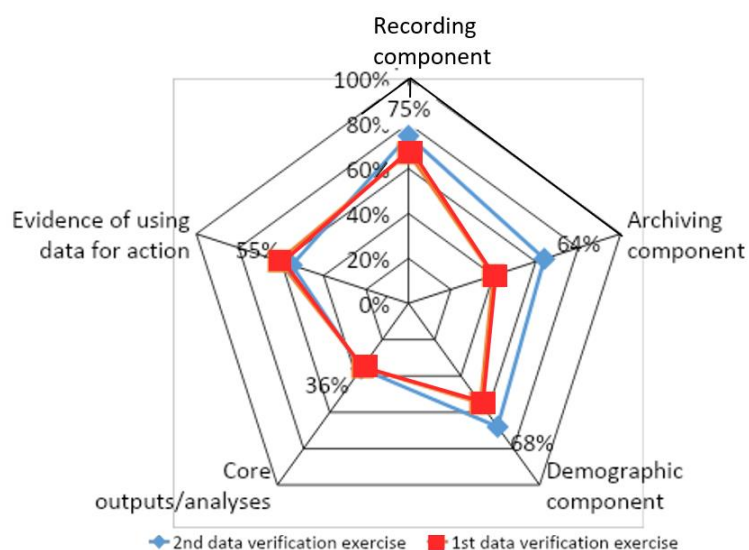 Recording
component
100%
75%
80%
60%
Evidence of using
data for action
Archiving
component
55%
64%
40%
20%
0%
36%
68%
Core
outputs/analyses
Demographic
component
2nd data verification exercise
1st data verification exercise